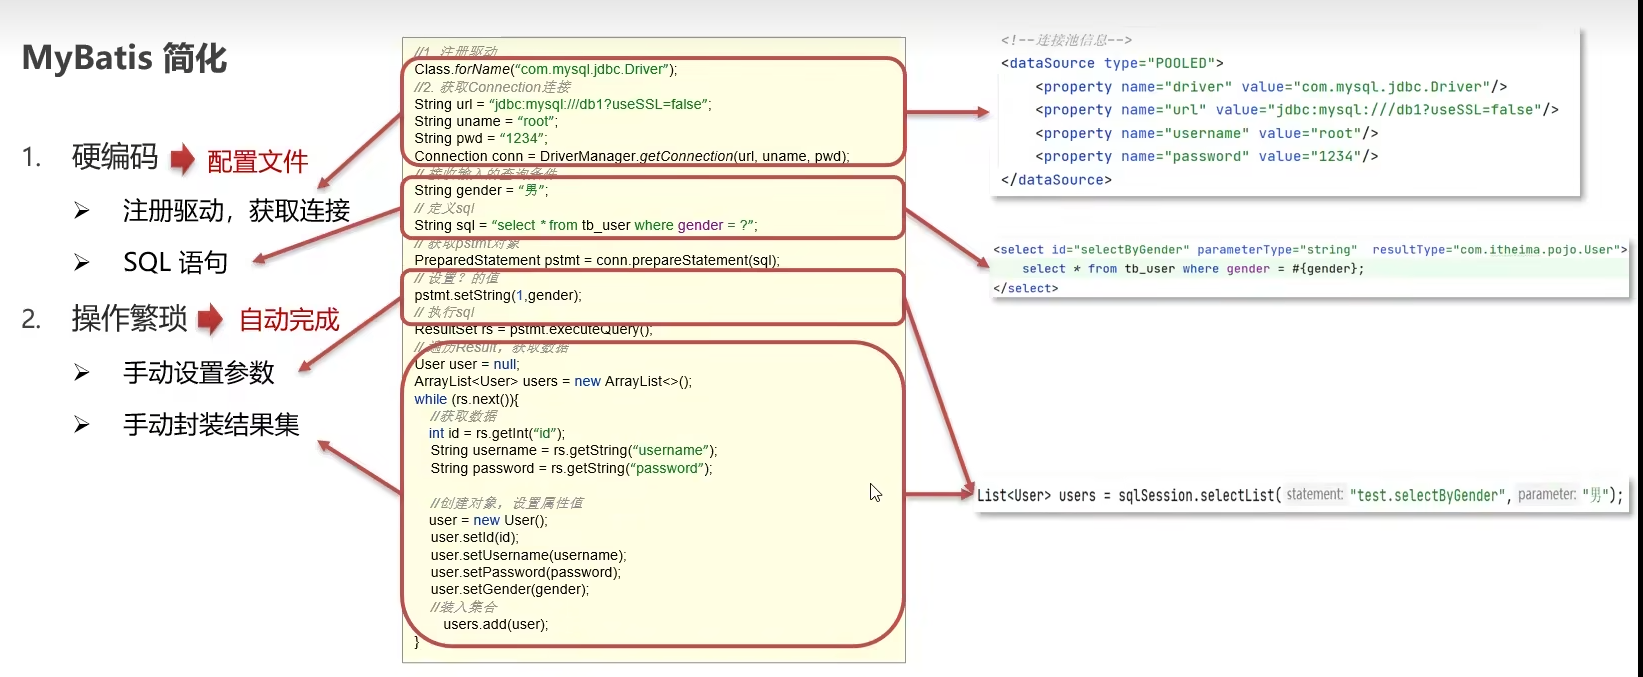 MyBatis 简化
1. 硬编码 配置文件
➢ 注册驱动，获取连接
➢ SQL 语句
2. 操作繁琐 自动完成
➢ 手动设置参数
➢ 手动封装结果集
//1. 注册驱动
Class.forName(“com.mysql.jdbc.Driver”);
//2. 获取Connection连接
String url = “jdbc:mysql:///db1?useSSL=false”;
String uname = “root”;
String pwd = “1234”;
Connection conn = DriverManager.getConnection(url, uname, pwd);
// 接收输入的查询条件
String gender = “男”;
// 定义sql
String sql = “select * from tb_user where gender = ?”;
// 获取pstmt对象
PreparedStatement pstmt = conn.prepareStatement(sql);
// 设置？的值
pstmt.setString(1,gender);
// 执行sql
ResultSet rs = pstmt.executeQuery();
// 遍历Result，获取数据
User user = null;
ArrayList<User> users = new ArrayList<>();
while (rs.next()){
//获取数据
int id = rs.getInt(“id”);
String username = rs.getString(“username”);
String password = rs.getString(“password”);
//创建对象，设置属性值
user = new User();
user.setId(id);
user.setUsername(username);
user.setPassword(password);
user.setGender(gender);
//装入集合
users.add(user);
}
<!--连接池信息-->
<dataSource type="POOLED">
<property name="driver" value="com.mysql.jdbc.Driver"/>
<property name="url" value="jdbc:mysql:///db1?useSSL=false"/>
<property name="username" value="root"/>
<property name="password" value="1234"/>
</dataSource>
<select id="selectByGender" parameterType="string" resultType="com.itheima.pojo.User">
select * from tb_user where gender = #{gender};
</select>
List<User> users = sqlSession.selectList( statement: "test.selectByGender", parameter: "男");